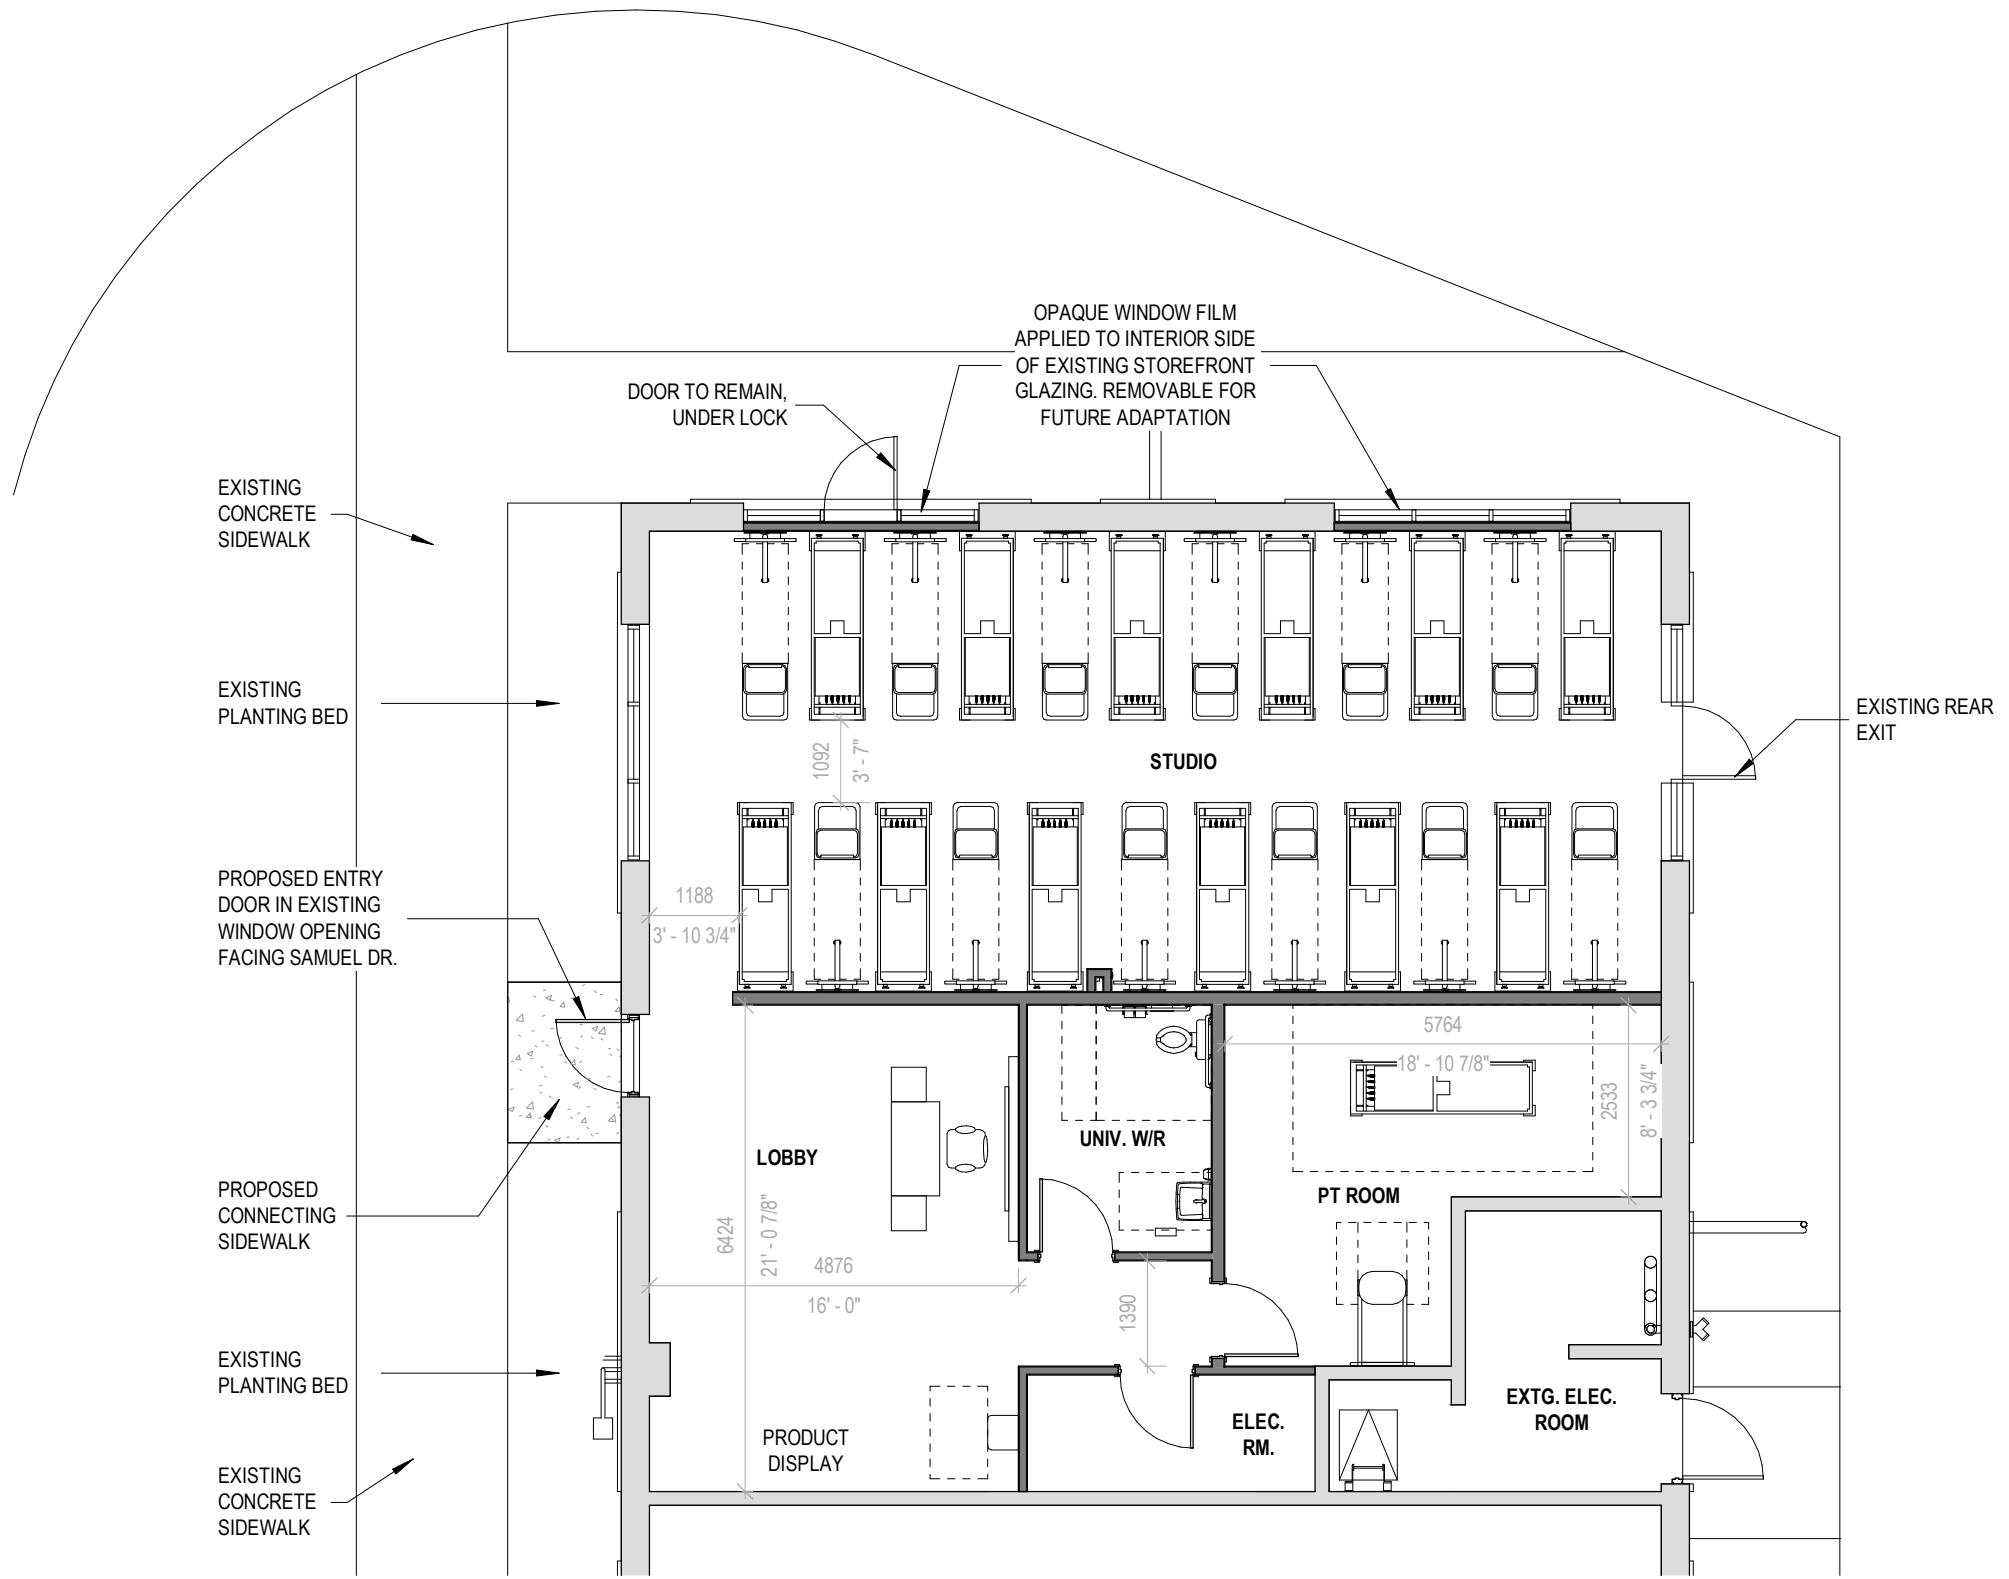 OPAQUE WINDOW FILM
APPLIED TO INTERIOR SIDE
OF EXISTING STOREFRONT
GLAZING. REMOVABLE FOR
FUTURE ADAPTATION
DOOR TO REMAIN,
UNDER LOCK
EXISTING
CONCRETE
SIDEWALK
EXISTING
PLANTING BED
EXISTING REAR
EXIT
1092
3' - 7"
STUDIO
PROPOSED ENTRY
DOOR IN EXISTING
WINDOW OPENING
FACING SAMUEL DR.
1188
3' - 10 3/4"
5764
18' - 10 7/8"
2533
8' - 3 3/4"
LOBBY
UNIV. W/R
PT ROOM
PROPOSED
CONNECTING
SIDEWALK
6424
21' - 0 7/8"
4876
16' - 0"
1390
EXISTING
PLANTING BED
EXTG. ELEC.
ROOM
ELEC.
RM.
PRODUCT
DISPLAY
EXISTING
CONCRETE
SIDEWALK